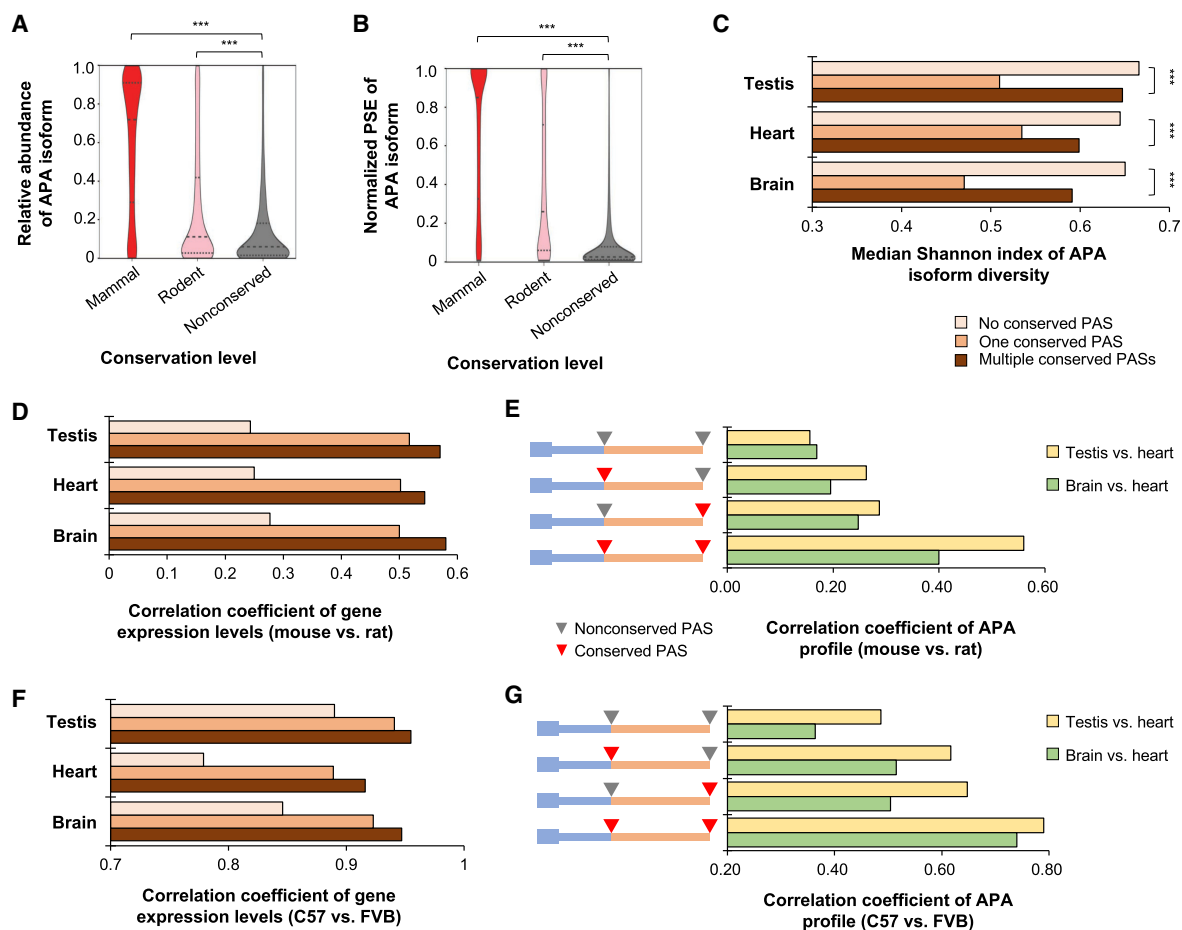 A
***
***
1.0
0.8
0.6
0.4
0.2
0
Relative abundance
of APA isoform
Mammal
Rodent
Nonconserved
Conservation level
B
***
***
1.0
0.8
0.6
0.4
0.2
0
Normalized PSE of
APA isoform
Mammal
Rodent
Nonconserved
Conservation level
C
Testis
Heart
Brain
***
***
***
0.3
0.4
0.5
0.6
0.7
Median Shannon index of APA
isoform diversity
No conserved PAS
One conserved PAS
Multiple conserved PASs
D
Testis
Heart
Brain
0
0.1
0.2
0.3
0.4
0.5
0.6
Correlation coefficient of gene
expression levels (mouse vs. rat)
E
Testis vs. heart
Brain vs. heart
0.00
0.20
0.40
0.60
Nonconserved PAS
Conserved PAS
Correlation coefficient of APA
profile (mouse vs. rat)
F
Testis
Heart
Brain
0.7
0.8
0.9
1
Correlation coefficient of gene
expression levels (C57 vs. FVB)
G
Testis vs. heart
Brain vs. heart
0.20
0.40
0.60
0.80
Correlation coefficient of APA
profile (C57 vs. FVB)